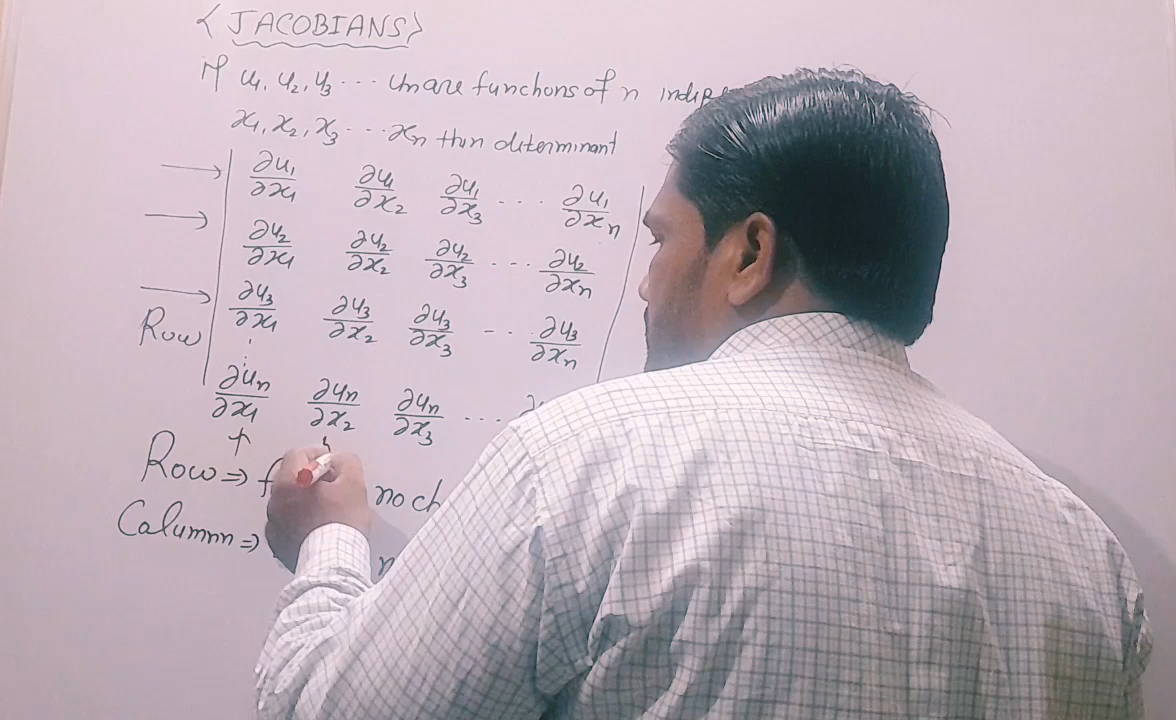 < JACOBIANS >
If u1, u2, u3 ... un are functions of n
x1, x2, x3 ... xn then determinant
∂u1/∂x1 ∂u1/∂x2 ∂u1/∂x3 ... ∂u1/∂xn
∂u2/∂x1 ∂u2/∂x2 ∂u2/∂x3 ... ∂u2/∂xn
∂u3/∂x1 ∂u3/∂x2 ∂u3/∂x3 ... ∂u3/∂xn
Row
∂un/∂x1 ∂un/∂x2 ∂un/∂x3 ...
Row ⇒ no ch
Calumnn ⇒